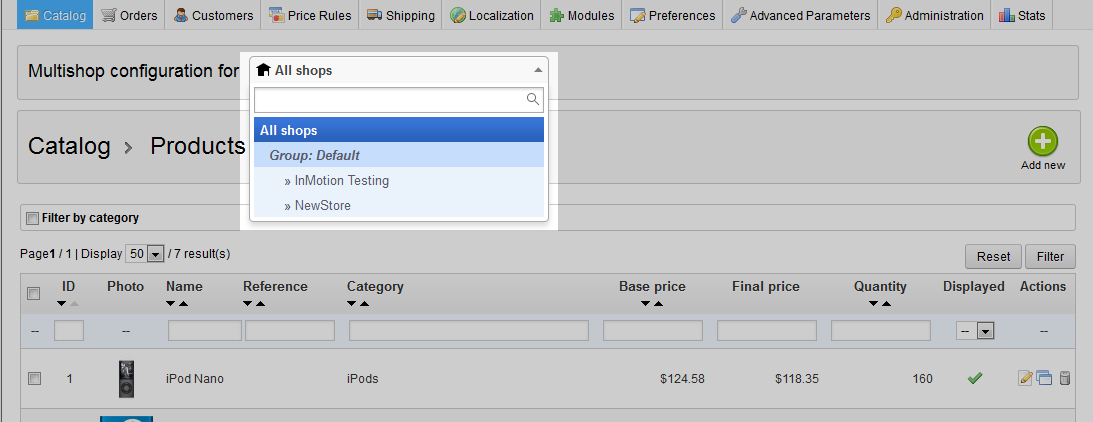 Catalog Orders Customers Price Rules Shipping Localization Modules Preferences Advanced Parameters Administration Stats
Multishop configuration for All shops
All shops
Group: Default
» InMotion Testing
» NewStore
Catalog > Products
Add new
Filter by category
Page1 / 1 | Display 50 / 7 result(s) Reset Filter
ID Photo Name Reference Category Base price Final price Quantity Displayed Actions
-- -- -- --
1 iPod Nano iPods $124.58 $118.35 160